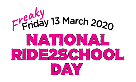 Freaky
Friday 13 March 2020
NATIONAL
RIDE2SCHOOL
DAY